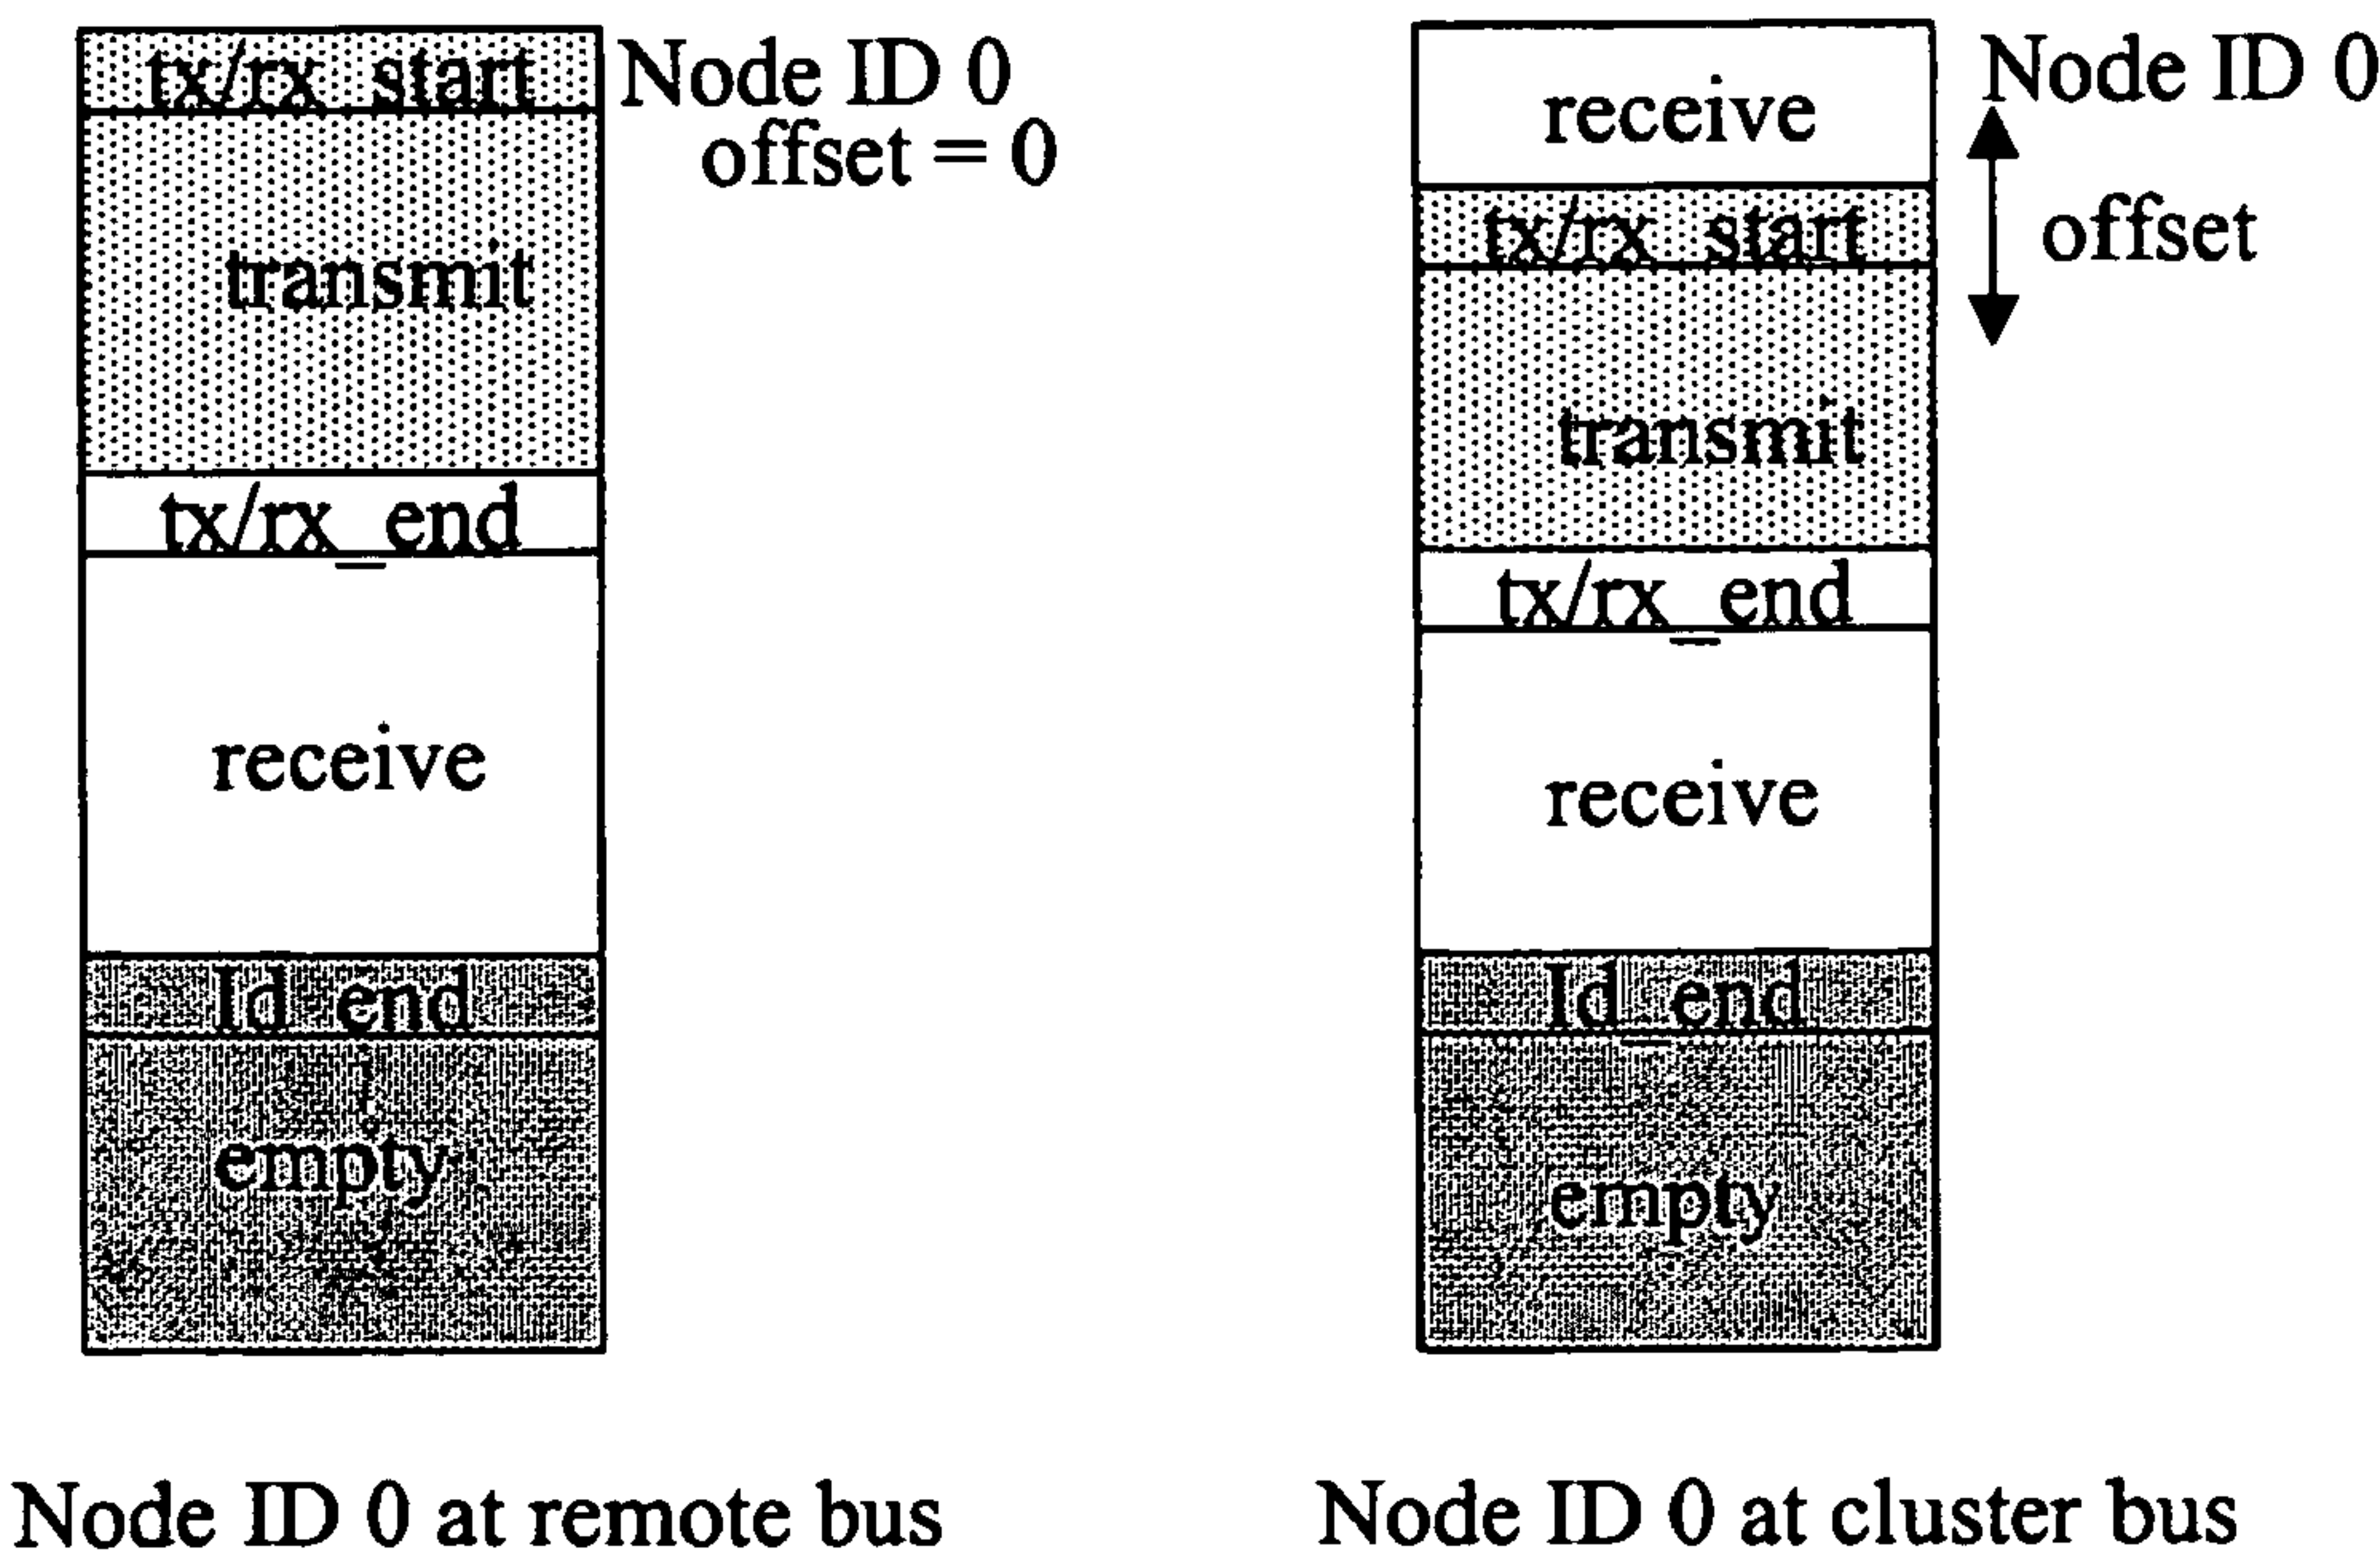 tx/rx_start
Node ID 0
offset = 0
transmit
tx/rx_end
receive
Id_end
empty
Node ID 0 at remote bus
receive
Node ID 0
offset
tx/rx_start
transmit
tx/rx_end
receive
Id_end
empty
Node ID 0 at cluster bus